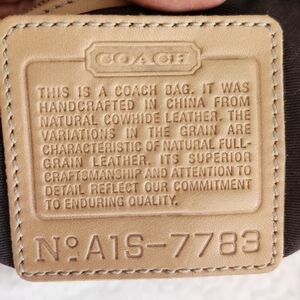 COACH
THIS IS A COACH BAG. IT WAS
HANDCRAFTED IN CHINA FROM
NATURAL COWHIDE LEATHER. THE
VARIATIONS IN THE GRAIN ARE
CHARACTERISTIC OF NATURAL FULL-
GRAIN LEATHER. ITS SUPERIOR
CRAFTSMANSHIP AND ATTENTION TO
DETAIL REFLECT OUR COMMITMENT
TO ENDURING QUALITY.
Nº A1S-7783